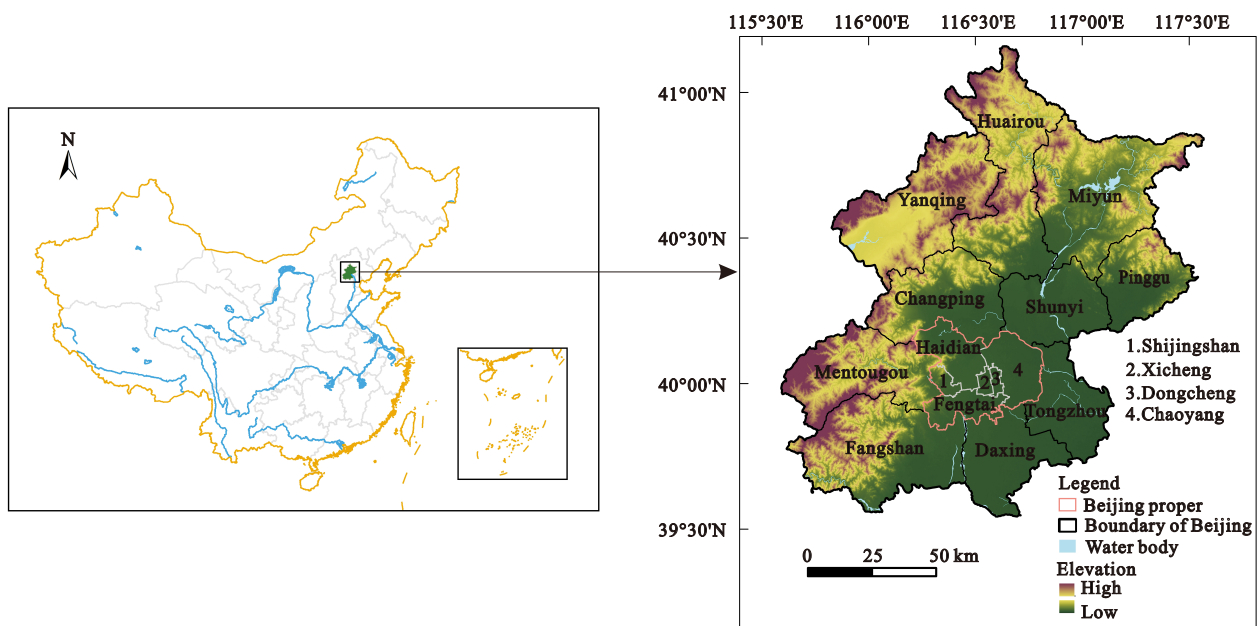 N
115°30'E 116°00'E 116°30'E 117°00'E 117°30'E
41°00'N
40°30'N
40°00'N
39°30'N
Huairou
Yanqing
Miyun
Pinggu
Changping
Shunyi
Haidian
Mentougou
1
2
3
4
Fengtai
Tongzhou
Fangshan
Daxing
1.Shijingshan
2.Xicheng
3.Dongcheng
4.Chaoyang
Legend
Beijing proper
Boundary of Beijing
Water body
Elevation
High
Low
0 25 50 km